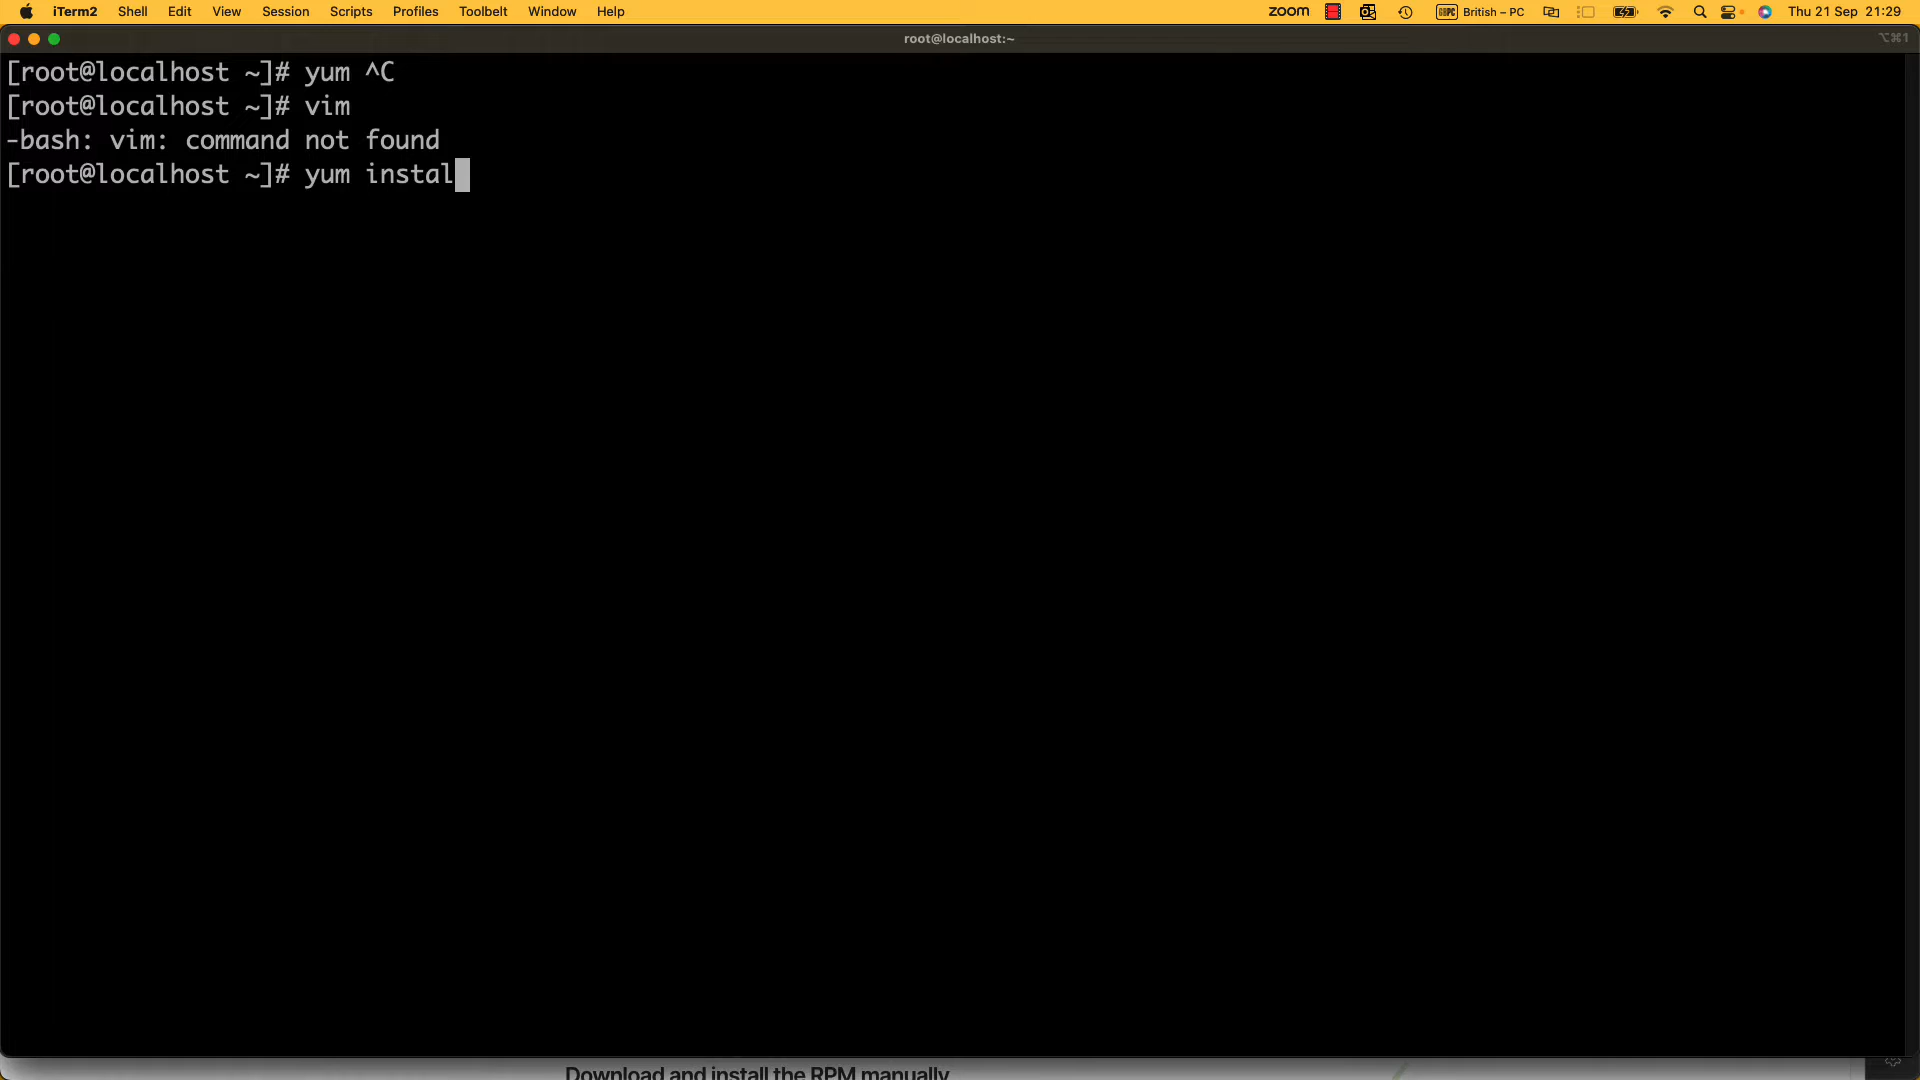 iTerm2 Shell Edit View Session Scripts Profiles Toolbelt Window Help zoom British – PC Thu 21 Sep 21:29
root@localhost:~ ⌥⌘1
[root@localhost ~]# yum ^C
[root@localhost ~]# vim
-bash: vim: command not found
[root@localhost ~]# yum instal
Download and install the RPM manually